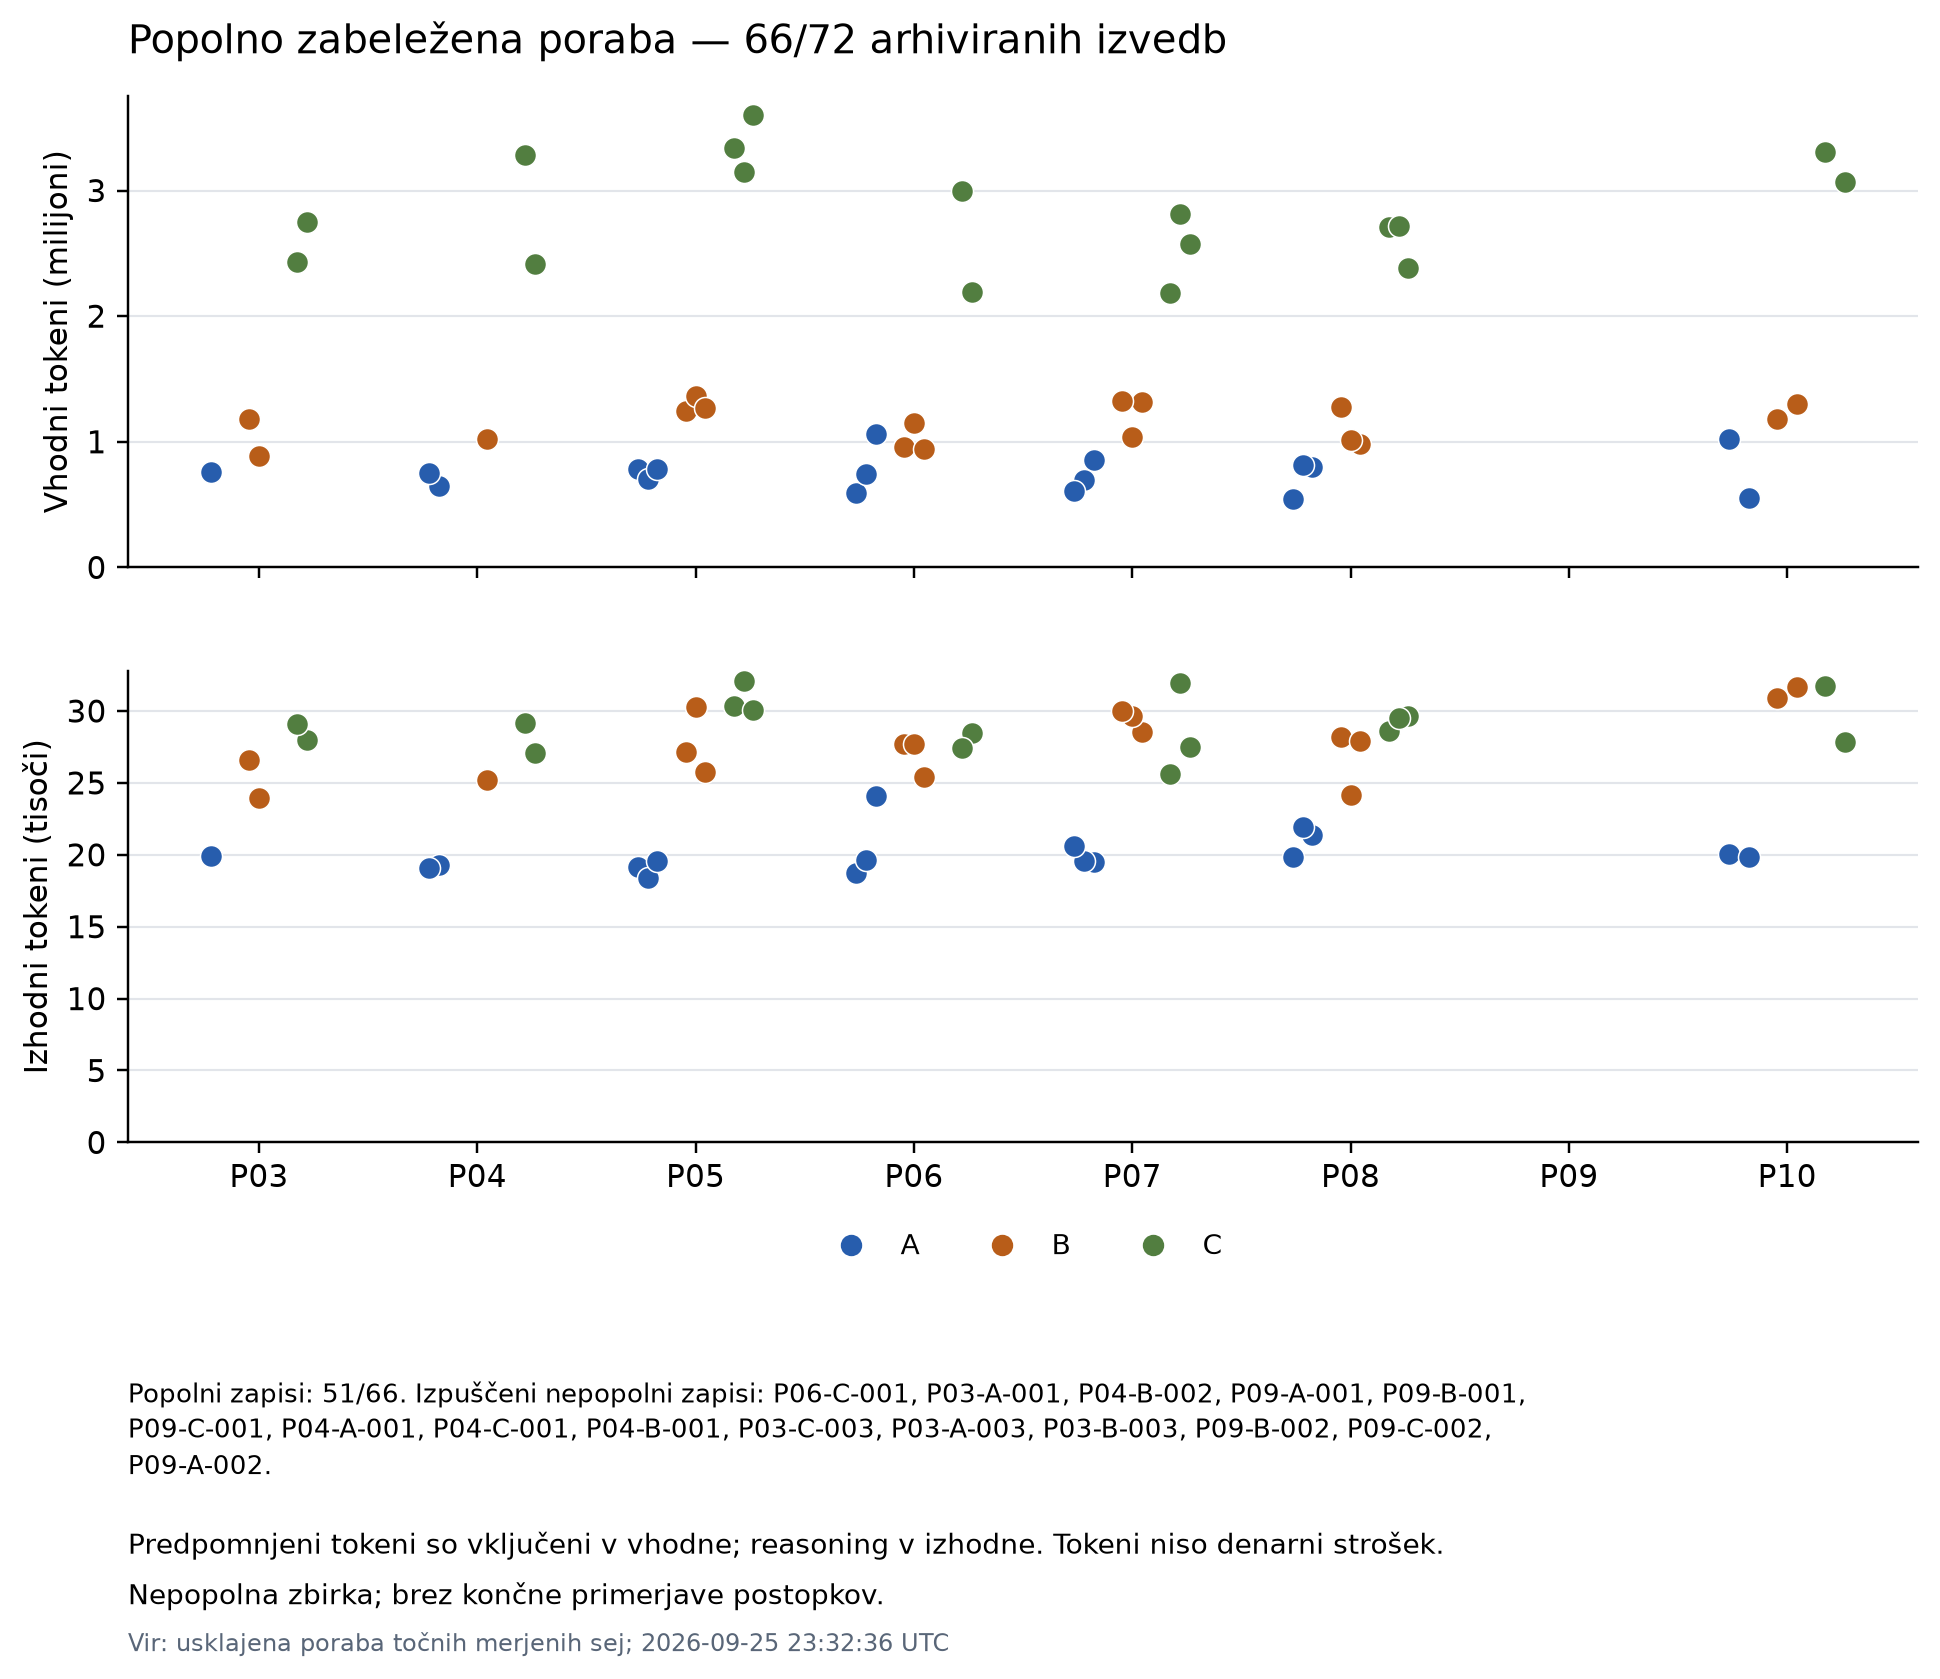 Popolno zabeležena poraba — 66/72 arhiviranih izvedb
Vhodni tokeni (milijoni)
3
2
1
0
Izhodni tokeni (tisoči)
30
25
20
15
10
5
0
P03 P04 P05 P06 P07 P08 P09 P10
A B C
Popolni zapisi: 51/66. Izpuščeni nepopolni zapisi: P06-C-001, P03-A-001, P04-B-002, P09-A-001, P09-B-001,
P09-C-001, P04-A-001, P04-C-001, P04-B-001, P03-C-003, P03-A-003, P03-B-003, P09-B-002, P09-C-002,
P09-A-002.
Predpomnjeni tokeni so vključeni v vhodne; reasoning v izhodne. Tokeni niso denarni strošek.
Nepopolna zbirka; brez končne primerjave postopkov.
Vir: usklajena poraba točnih merjenih sej; 2026-09-25 23:32:36 UTC